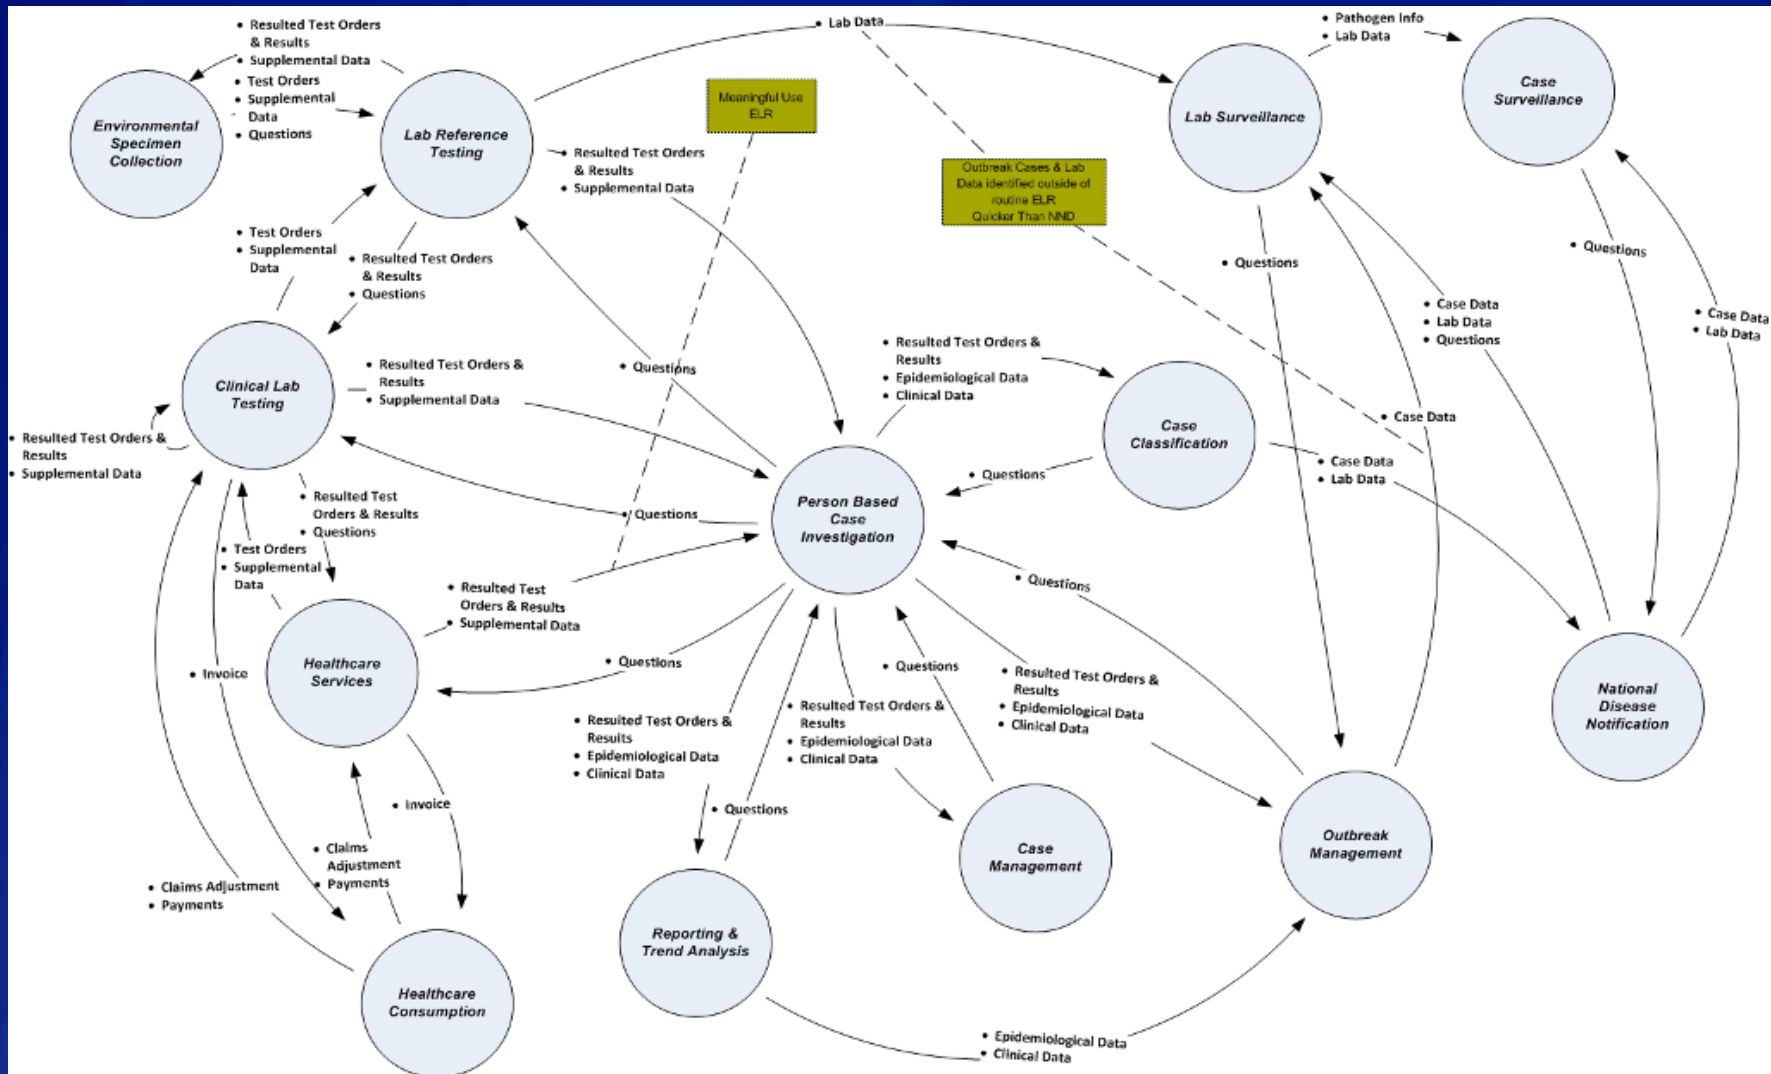 Resulted Test Orders
& Results
Supplemental Data
Test Orders
Supplemental
Data
Questions
Environmental
Specimen
Collection
Lab Reference
Testing
Lab Data
Meaningful Use
ELR
Outbreak Cases & Lab
Data identified outside of
routine ELR
Quicker Than NND
Lab Surveillance
Pathogen Info
Lab Data
Case
Surveillance
Resulted Test Orders
& Results
Supplemental Data
Test Orders
Supplemental
Data
Resulted Test Orders
& Results
Questions
Questions
Questions
Case Data
Lab Data
Questions
Case Data
Lab Data
Clinical Lab
Testing
Resulted Test Orders &
Results
Supplemental Data
Resulted Test Orders &
Results
Supplemental Data
Questions
Resulted Test Orders &
Results
Epidemiological Data
Clinical Data
Case
Classification
Case Data
Case Data
Lab Data
Questions
Person Based
Case
Investigation
Questions
Resulted Test
Orders & Results
Questions
Test Orders
Supplemental
Data
Resulted Test
Orders & Results
Supplemental Data
Questions
Healthcare
Services
Invoice
Questions
Questions
Resulted Test Orders &
Results
Epidemiological Data
Clinical Data
National
Disease
Notification
Resulted Test Orders &
Results
Epidemiological Data
Clinical Data
Resulted Test Orders &
Results
Epidemiological Data
Clinical Data
Invoice
Questions
Claims
Adjustment
Payments
Claims Adjustment
Payments
Case
Management
Outbreak
Management
Reporting &
Trend Analysis
Healthcare
Consumption
Epidemiological Data
Clinical Data